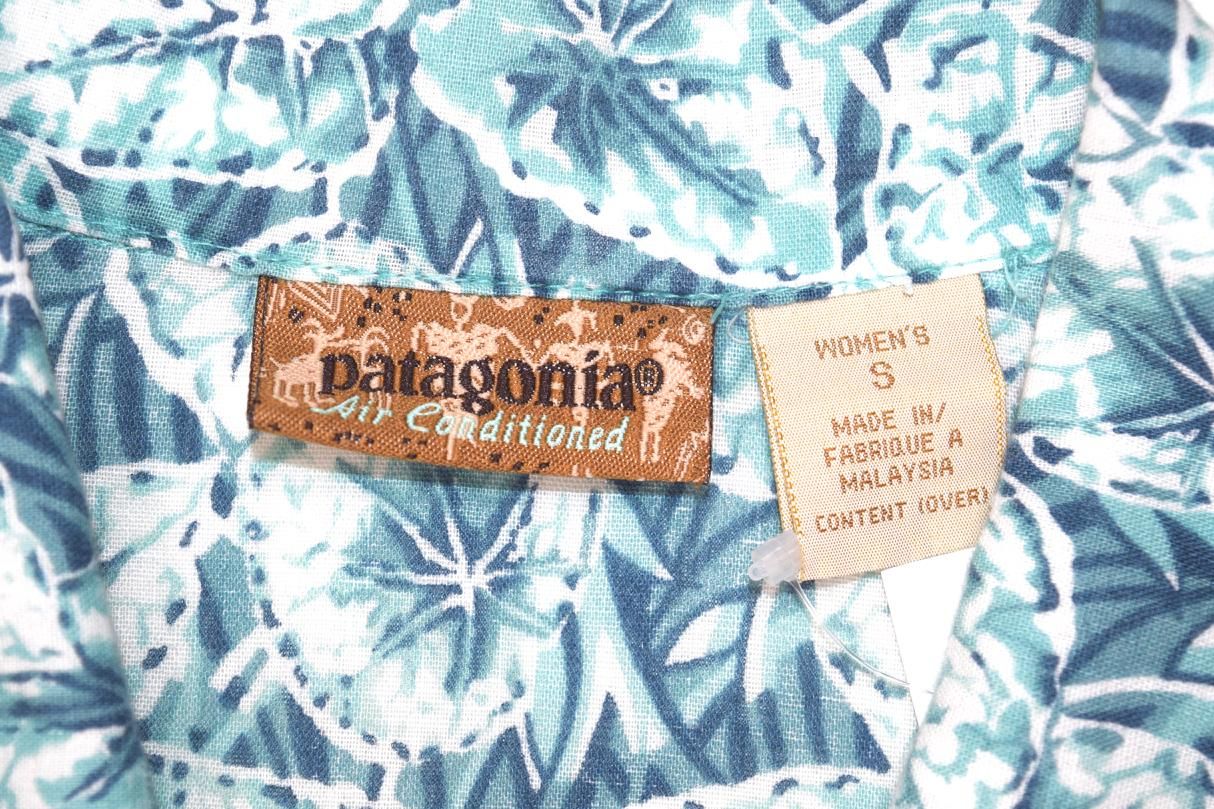 patagonia®
Air Conditioned
WOMEN'S
S
MADE IN/
FABRIQUE A
MALAYSIA
CONTENT (OVER)